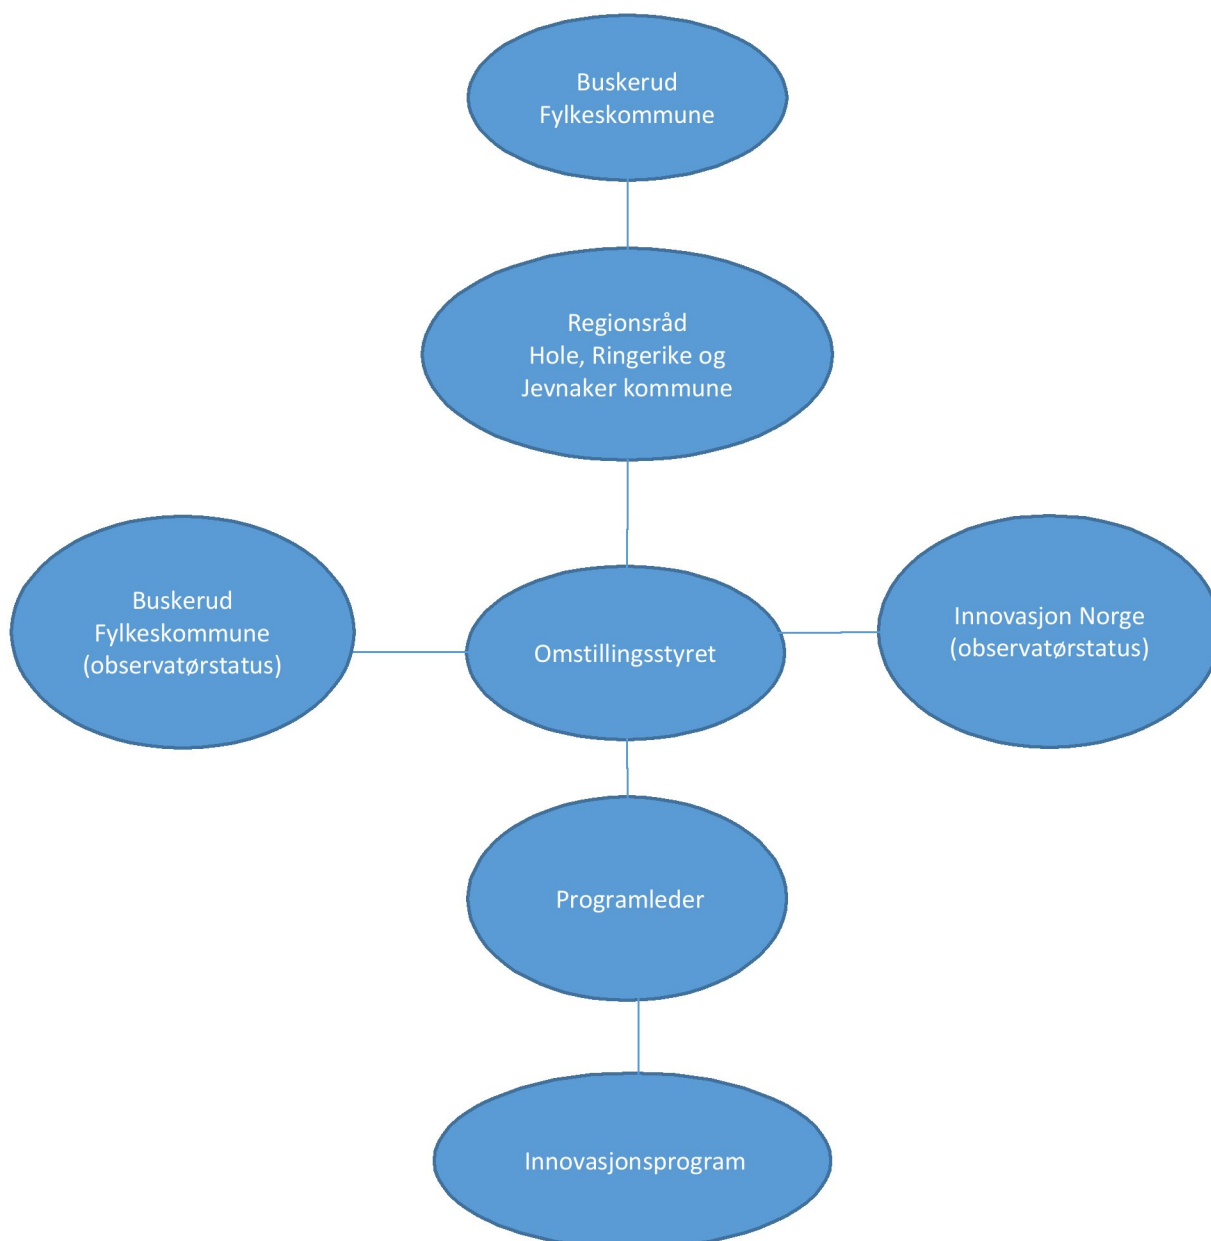 Buskerud
Fylkeskommune
Regionsråd
Hole, Ringerike og
Jevnaker kommune
Buskerud
Fylkeskommune
(observatørstatus)
Omstillingsstyret
Innovasjon Norge
(observatørstatus)
Programleder
Innovasjonsprogram